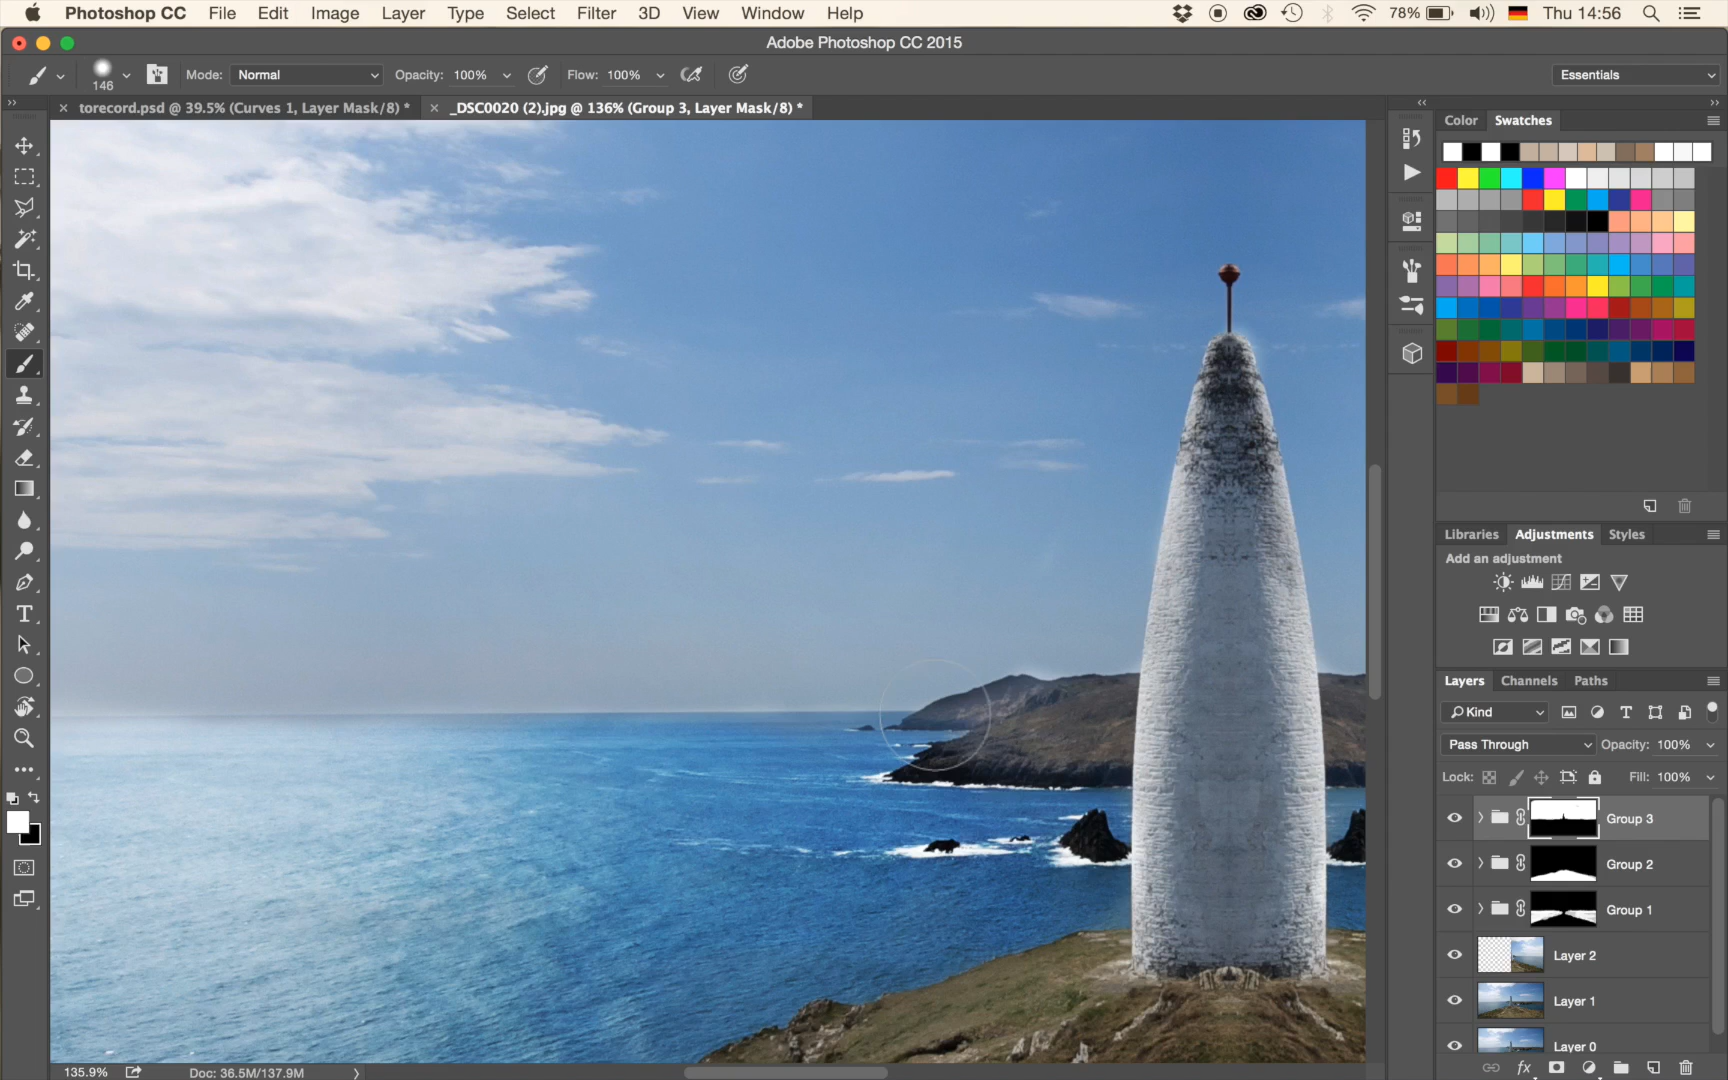 Photoshop CC File Edit Image Layer Type Select Filter 3D View Window Help 78% Thu 14:56
Adobe Photoshop CC 2015
146 Mode: Normal Opacity: 100% Flow: 100% Essentials
torecord.psd @ 39.5% (Curves 1, Layer Mask/8) * _DSC0020 (2).jpg @ 136% (Group 3, Layer Mask/8) *
Color Swatches
Libraries Adjustments Styles
Add an adjustment
Layers Channels Paths
Kind
Pass Through Opacity: 100%
Lock: Fill: 100%
Group 3
Group 2
Group 1
Layer 2
Layer 1
Layer 0
135.9% Doc: 36.5M/137.9M